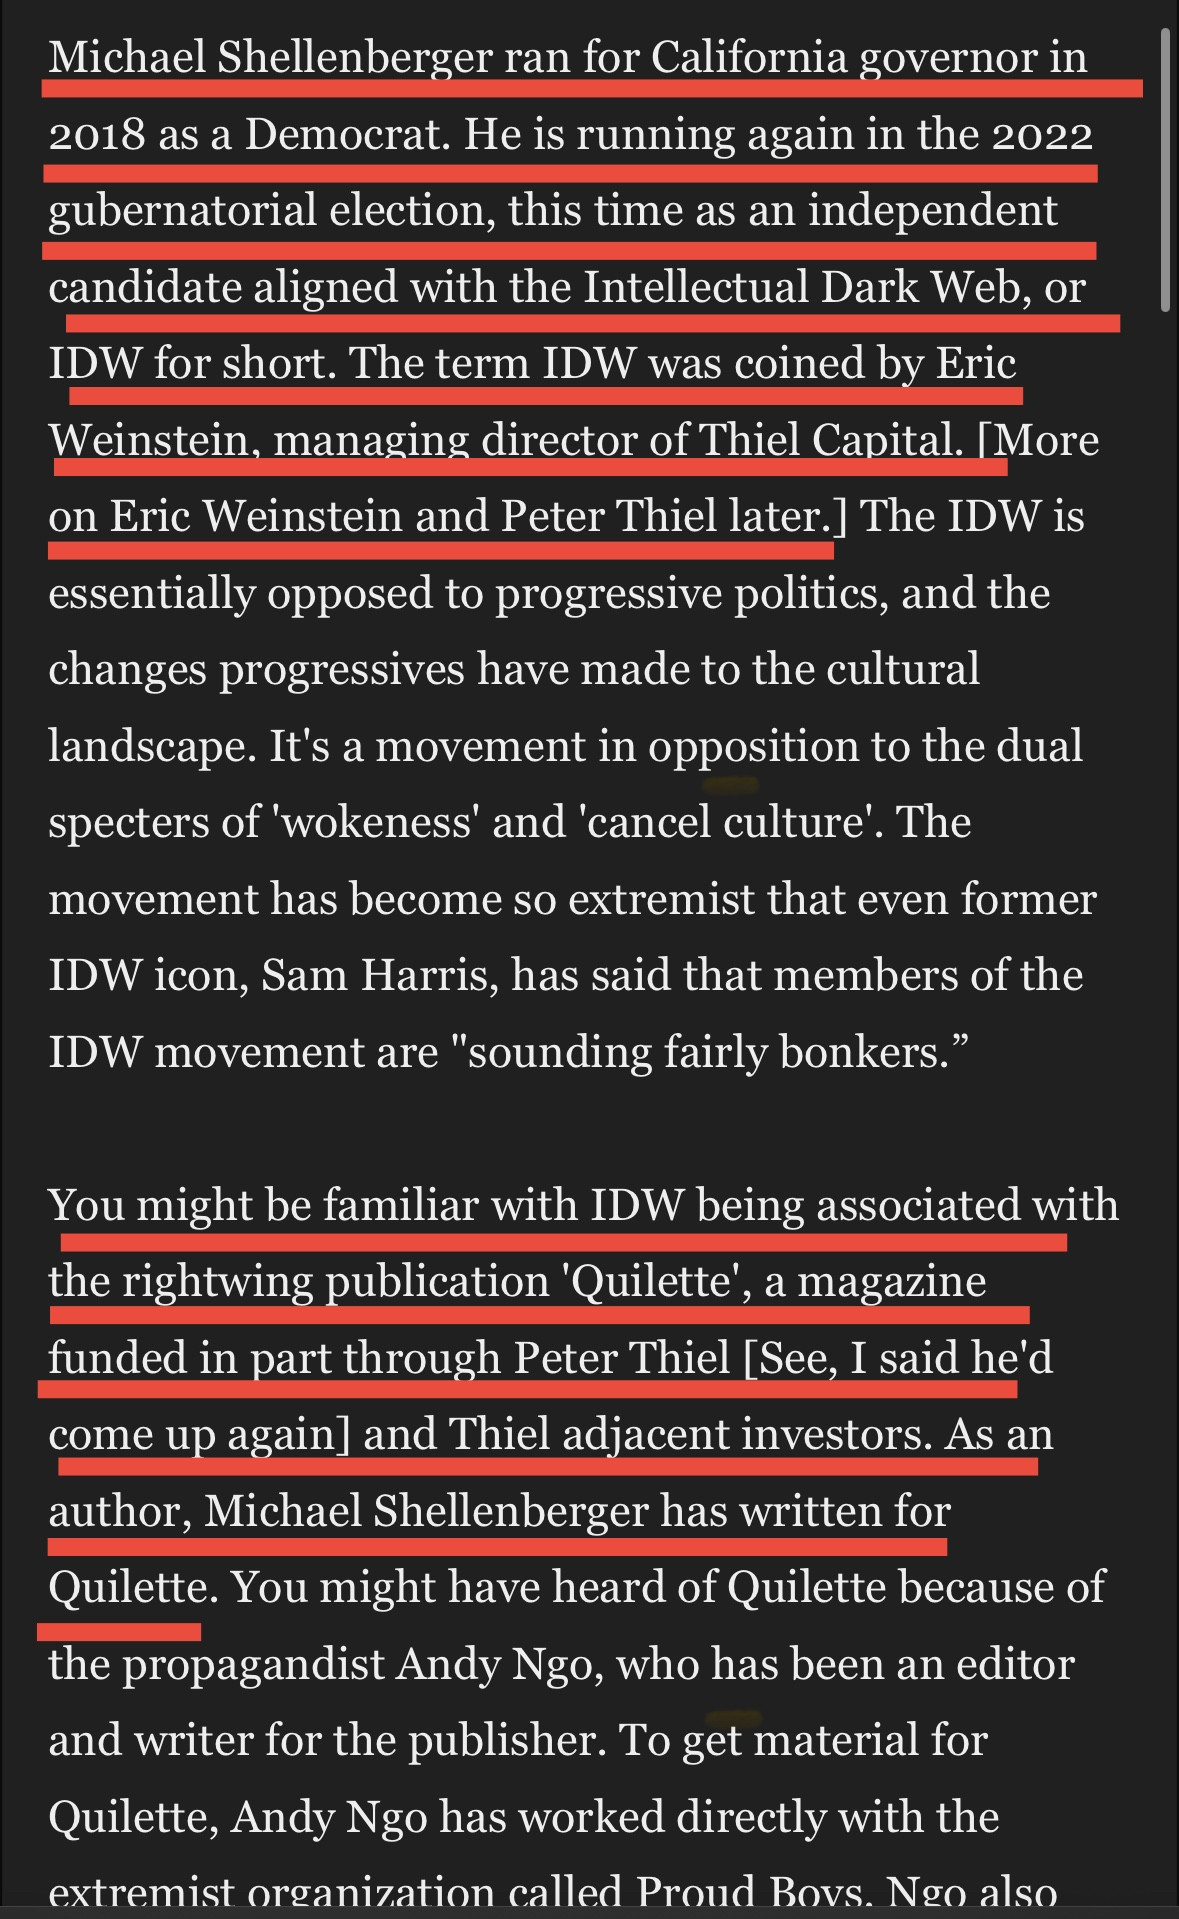 Michael Shellenberger ran for California governor in
2018 as a Democrat. He is running again in the 2022
gubernatorial election, this time as an independent
candidate aligned with the Intellectual Dark Web, or
IDW for short. The term IDW was coined by Eric
Weinstein, managing director of Thiel Capital. [More
on Eric Weinstein and Peter Thiel later.] The IDW is
essentially opposed to progressive politics, and the
changes progressives have made to the cultural
landscape. It's a movement in opposition to the dual
specters of 'wokeness' and 'cancel culture'. The
movement has become so extremist that even former
IDW icon, Sam Harris, has said that members of the
IDW movement are "sounding fairly bonkers.”
You might be familiar with IDW being associated with
the rightwing publication 'Quilette', a magazine
funded in part through Peter Thiel [See, I said he'd
come up again] and Thiel adjacent investors. As an
author, Michael Shellenberger has written for
Quilette. You might have heard of Quilette because of
the propagandist Andy Ngo, who has been an editor
and writer for the publisher. To get material for
Quilette, Andy Ngo has worked directly with the
extremist organization called Proud Boys. Ngo also